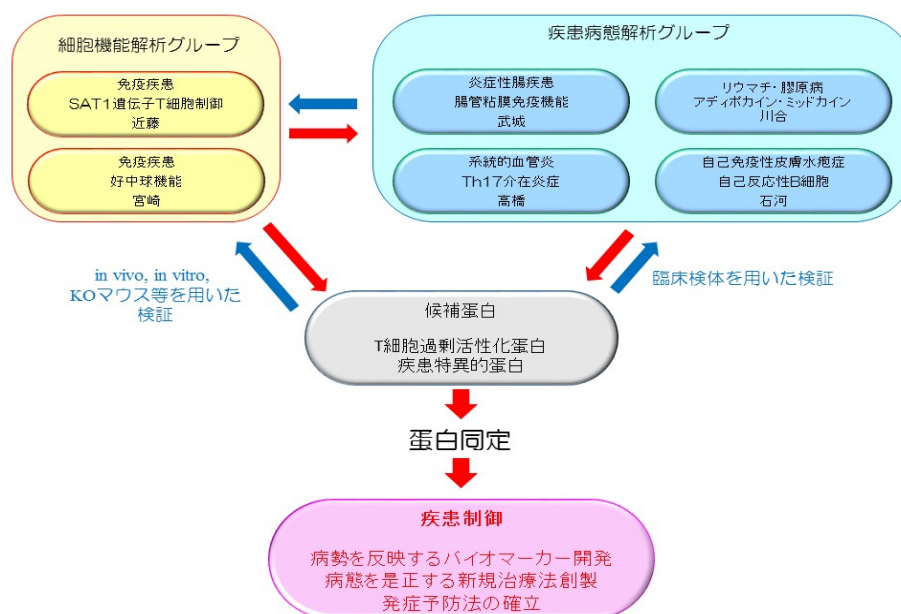 細胞機能解析グループ
免疫疾患
SAT1遺伝子T細胞制御
近藤
免疫疾患
好中球機能
宮崎
疾患病態解析グループ
炎症性腸疾患
腸管粘膜免疫機能
武城
リウマチ・膠原病
アディポカイン・ミッドカイン
川合
系統的血管炎
Th17介在炎症
高橋
自己免疫性皮膚水疱症
自己反応性B細胞
石河
in vivo, in vitro,
KOマウス等を用いた
検証
臨床検体を用いた検証
候補蛋白
T細胞過剰活性化蛋白
疾患特異的蛋白
蛋白同定
疾患制御
病勢を反映するバイオマーカー開発
病態を是正する新規治療法創製
発症予防法の確立